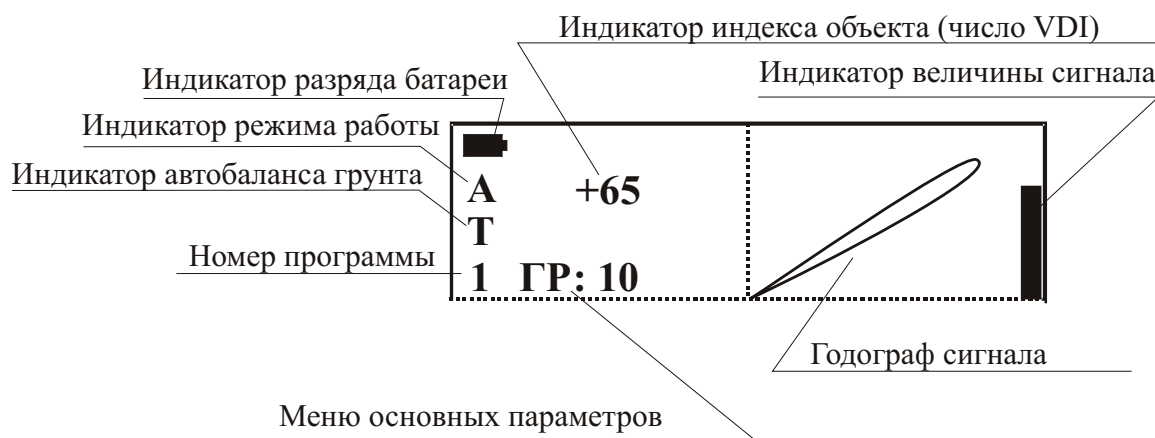 Индикатор индекса объекта (число VDI)
Индикатор величины сигнала
Индикатор разряда батареи
Индикатор режима работы
Индикатор автобаланса грунта
Номер программы
А
+65
Т
1 ГР: 10
Годограф сигнала
Меню основных параметров